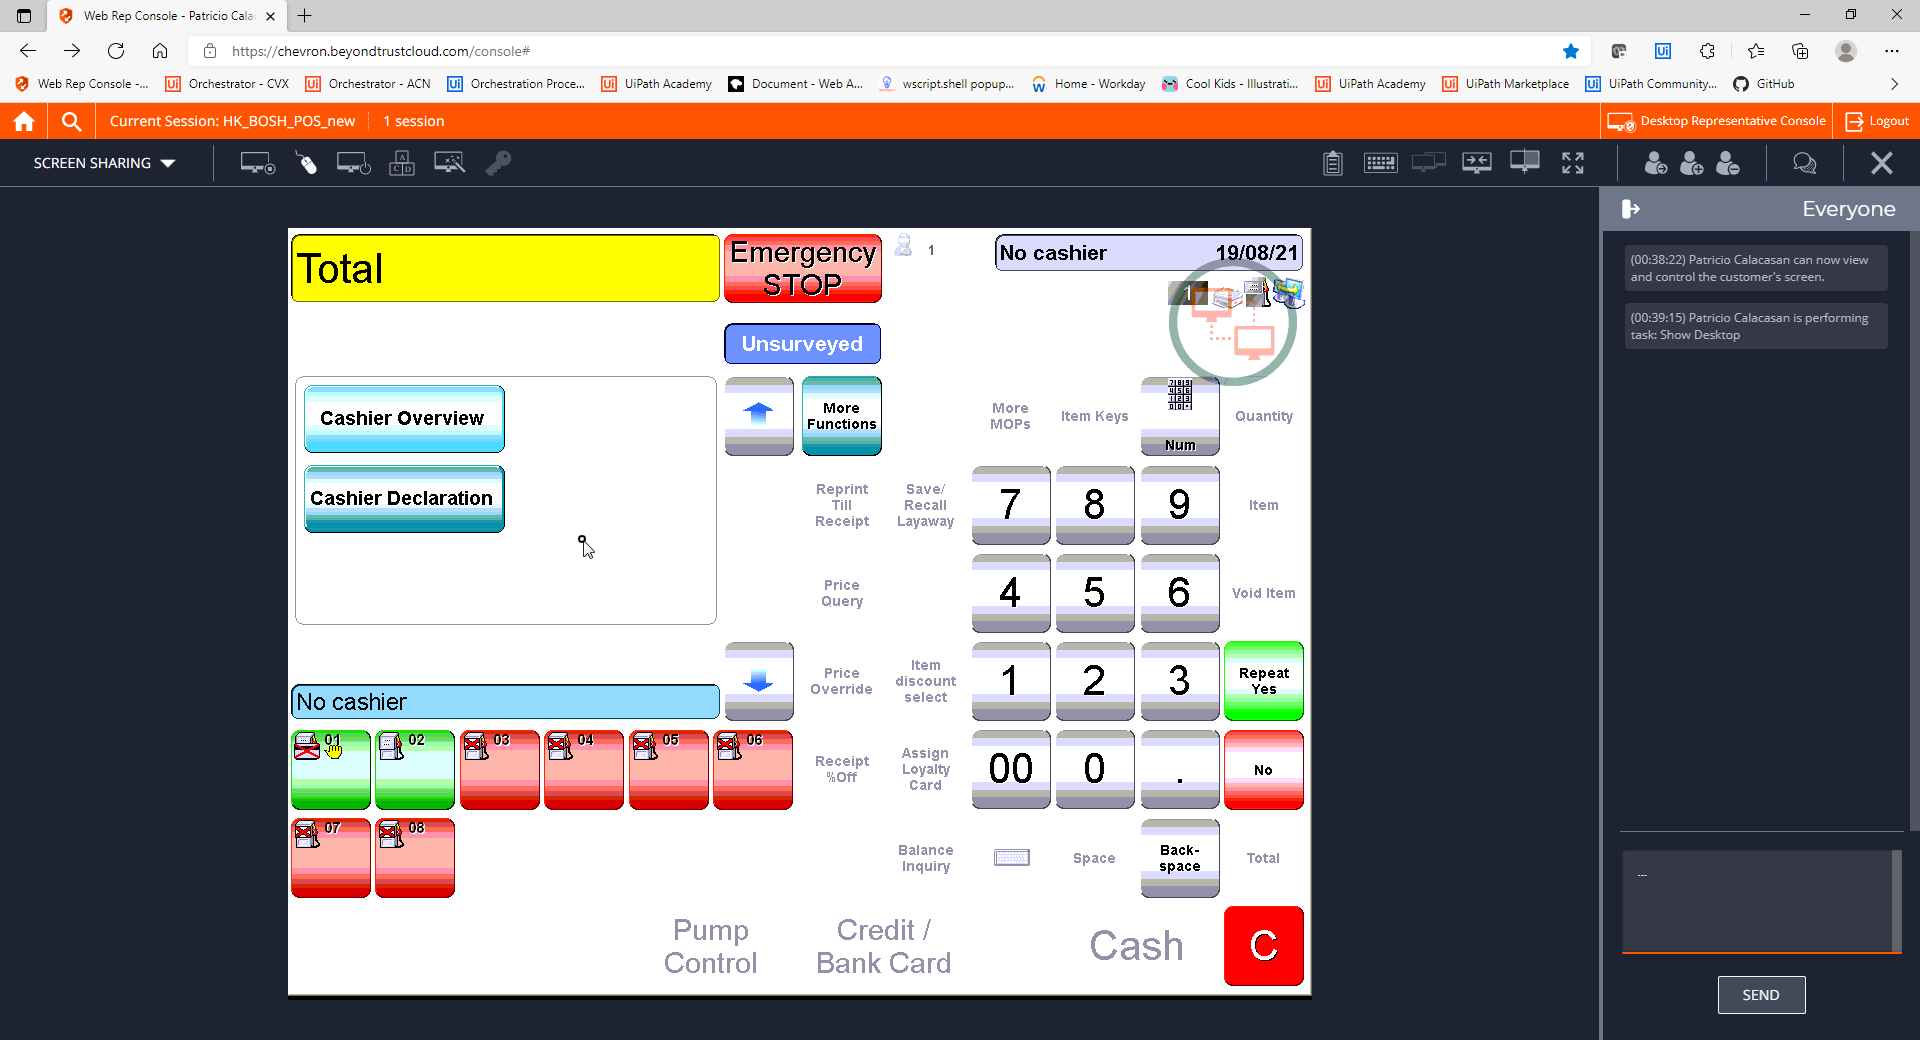 Web Rep Console - Patricio Cala
https://chevron.beyondtrustcloud.com/console#
Web Rep Console -...
Orchestrator - CVX
Orchestrator - ACN
Orchestration Proce...
UiPath Academy
Document - Web A...
wscript.shell popup...
Home - Workday
Cool Kids - Illustrati...
UiPath Academy
UiPath Marketplace
UiPath Community...
GitHub
Current Session: HK_BOSH_POS_new
1 session
Desktop Representative Console
Logout
SCREEN SHARING
Everyone
(00:38:22) Patricio Calacasan can now view
and control the customer's screen.
(00:39:15) Patricio Calacasan is performing
task: Show Desktop
Total
Emergency
STOP
1
No cashier
19/08/21
1
Unsurveyed
Cashier Overview
Cashier Declaration
More
Functions
More
MOPs
Item Keys
Num
Quantity
Reprint
Till
Receipt
Save/
Recall
Layaway
7
8
9
Item
Price
Query
4
5
6
Void Item
Price
Override
Item
discount
select
1
2
3
Repeat
Yes
No cashier
01
02
03
04
05
06
Receipt
%Off
Assign
Loyalty
Card
00
0
.
No
07
08
Balance
Inquiry
Space
Back-
space
Total
Pump
Control
Credit /
Bank Card
Cash
C
...
SEND